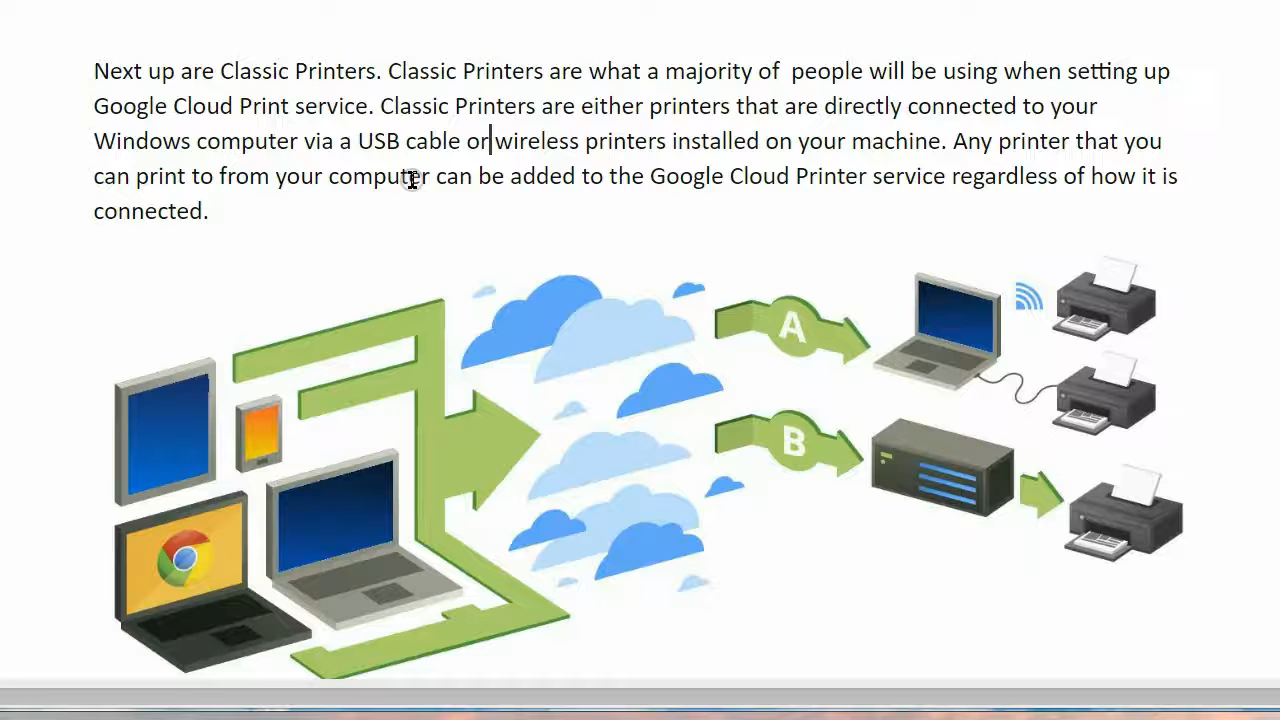 Next up are Classic Printers. Classic Printers are what a majority of  people will be using when setting up
Google Cloud Print service. Classic Printers are either printers that are directly connected to your
Windows computer via a USB cable or wireless printers installed on your machine. Any printer that you
can print to from your computer can be added to the Google Cloud Printer service regardless of how it is
connected.
A
B